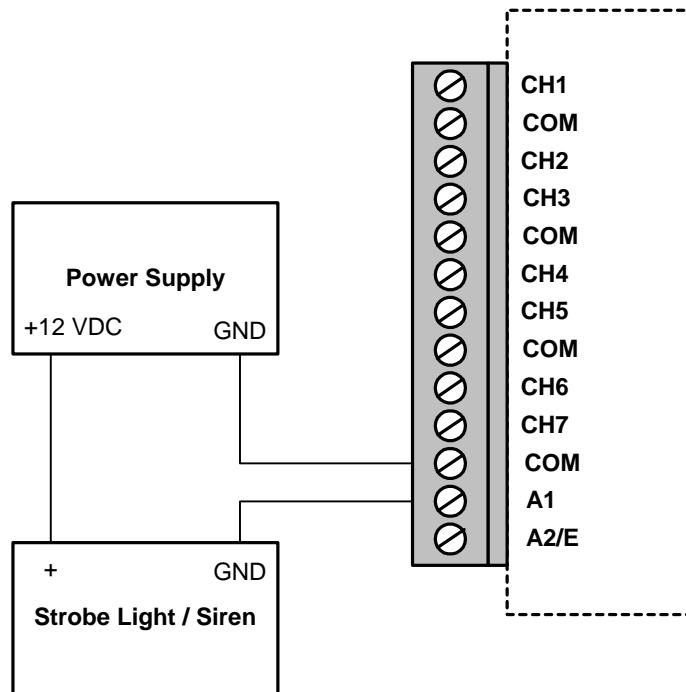 CH1
COM
CH2
CH3
COM
CH4
CH5
COM
CH6
CH7
COM
A1
A2/E
Power Supply
+12 VDC GND
+ GND
Strobe Light / Siren